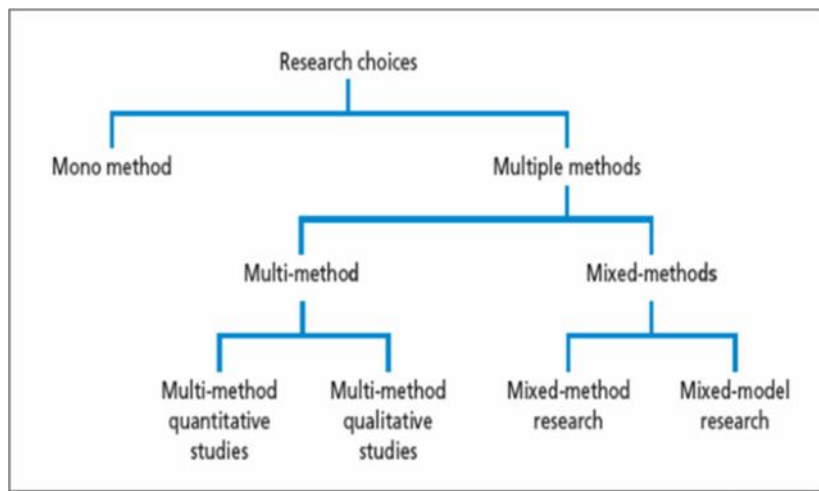 Research choices
Mono method
Multiple methods
Multi-method
Mixed-methods
Multi-method
quantitative
studies
Multi-method
qualitative
studies
Mixed-method
research
Mixed-model
research